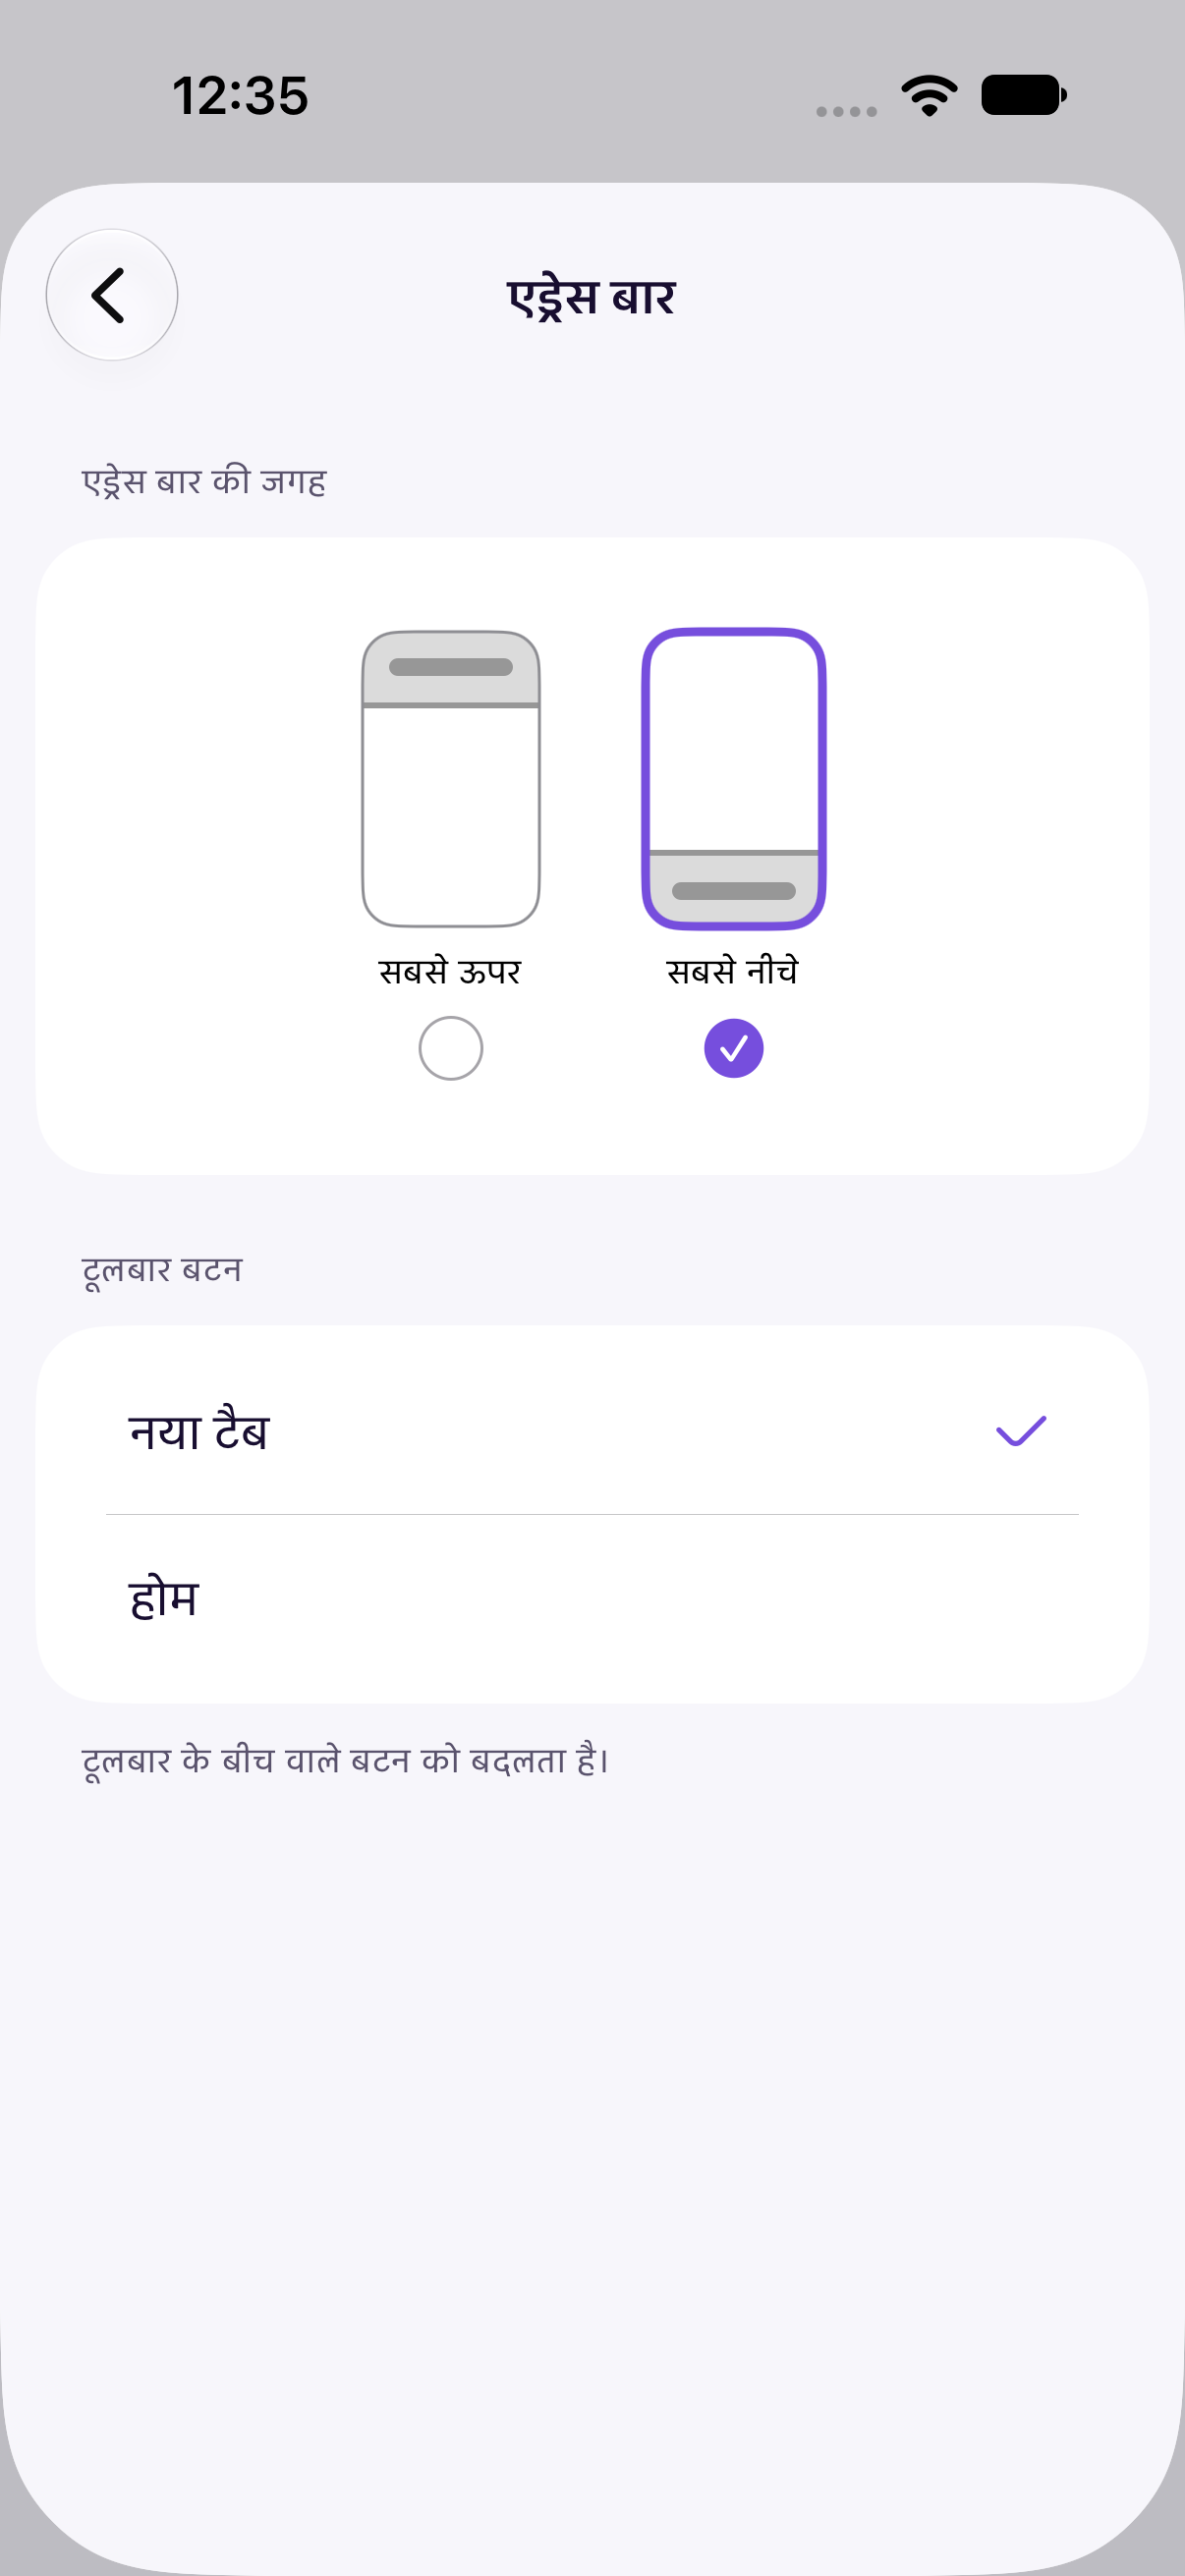 12:35
एड्रेस बार
एड्रेस बार की जगह
सबसे ऊपर
सबसे नीचे
टूलबार बटन
नया टैब
होम
टूलबार के बीच वाले बटन को बदलता है।